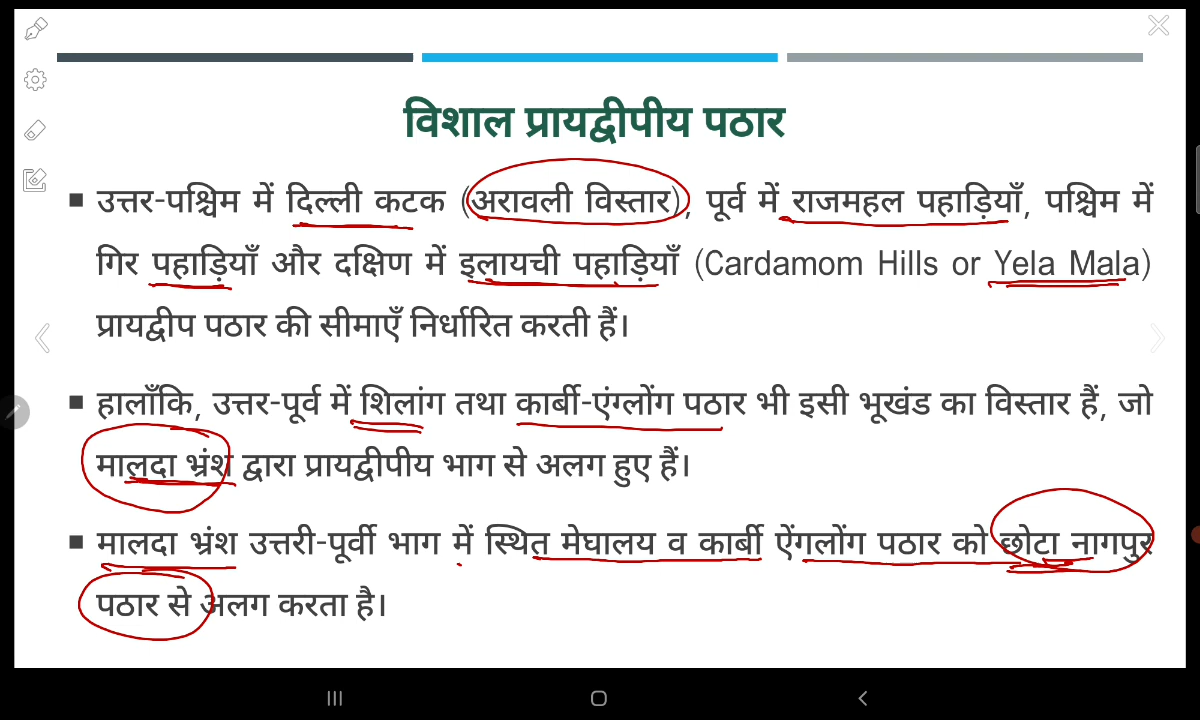 विशाल प्रायद्वीपीय पठार
■ उत्तर-पश्चिम में दिल्ली कटक (अरावली विस्तार), पूर्व में राजमहल पहाड़ियाँ, पश्चिम में
गिर पहाड़ियाँ और दक्षिण में इलायची पहाड़ियाँ (Cardamom Hills or Yela Mala)
प्रायद्वीप पठार की सीमाएँ निर्धारित करती हैं।
■ हालाँकि, उत्तर-पूर्व में शिलांग तथा कार्बी-एंग्लोंग पठार भी इसी भूखंड का विस्तार हैं, जो
मालदा भ्रंश द्वारा प्रायद्वीपीय भाग से अलग हुए हैं।
■ मालदा भ्रंश उत्तरी-पूर्वी भाग में स्थित मेघालय व कार्बी ऐंगलोंग पठार को छोटा नागपुर
पठार से अलग करता है।